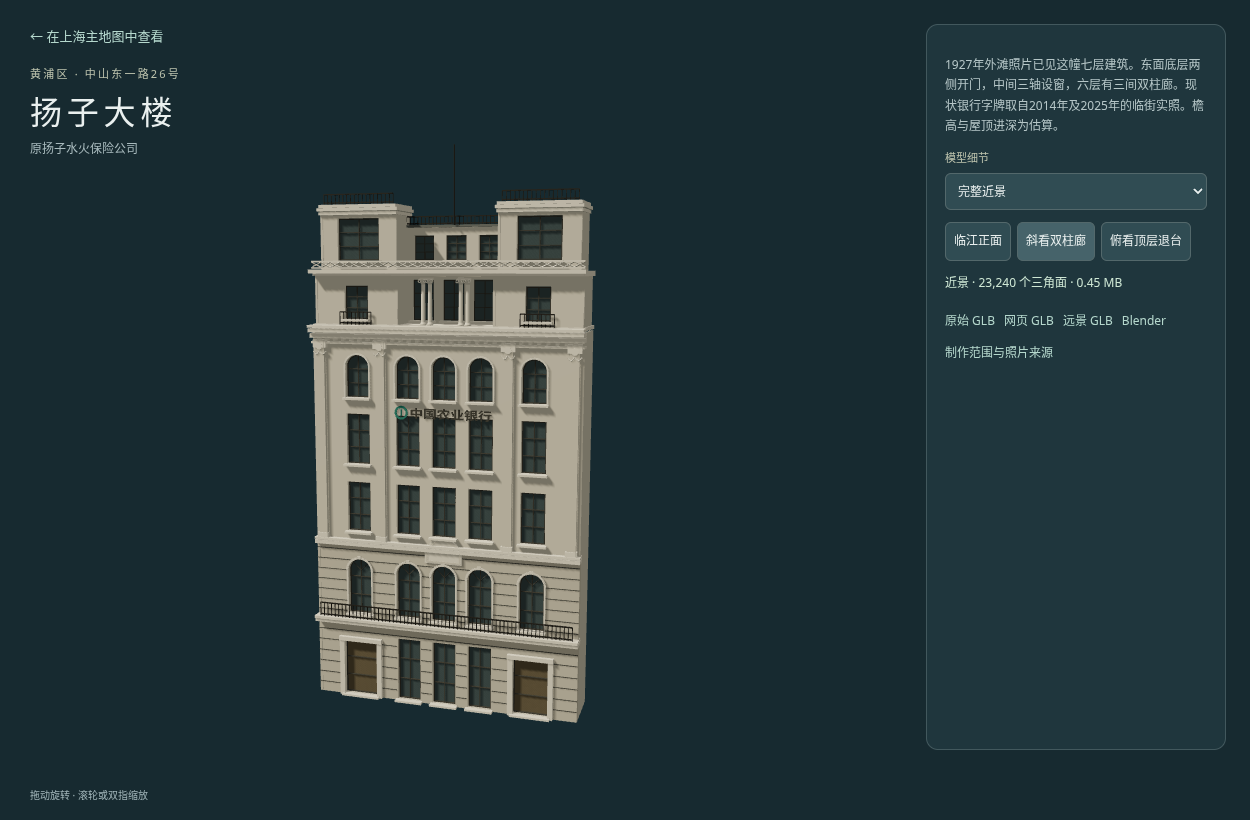 ← 在上海主地图中查看
黄浦区 · 中山东一路26号
扬子大楼
原扬子水火保险公司
中国农业银行
拖动旋转 · 滚轮或双指缩放
1927年外滩照片已见这幢七层建筑。东面底层两
侧开门，中间三轴设窗，六层有三间双柱廊。现
状银行字牌取自2014年及2025年的临街实照。檐
高与屋顶进深为估算。
模型细节
完整近景
临江正面
斜看双柱廊
俯看顶层退台
近景 · 23,240 个三角面 · 0.45 MB
原始 GLB 网页 GLB 远景 GLB Blender
制作范围与照片来源